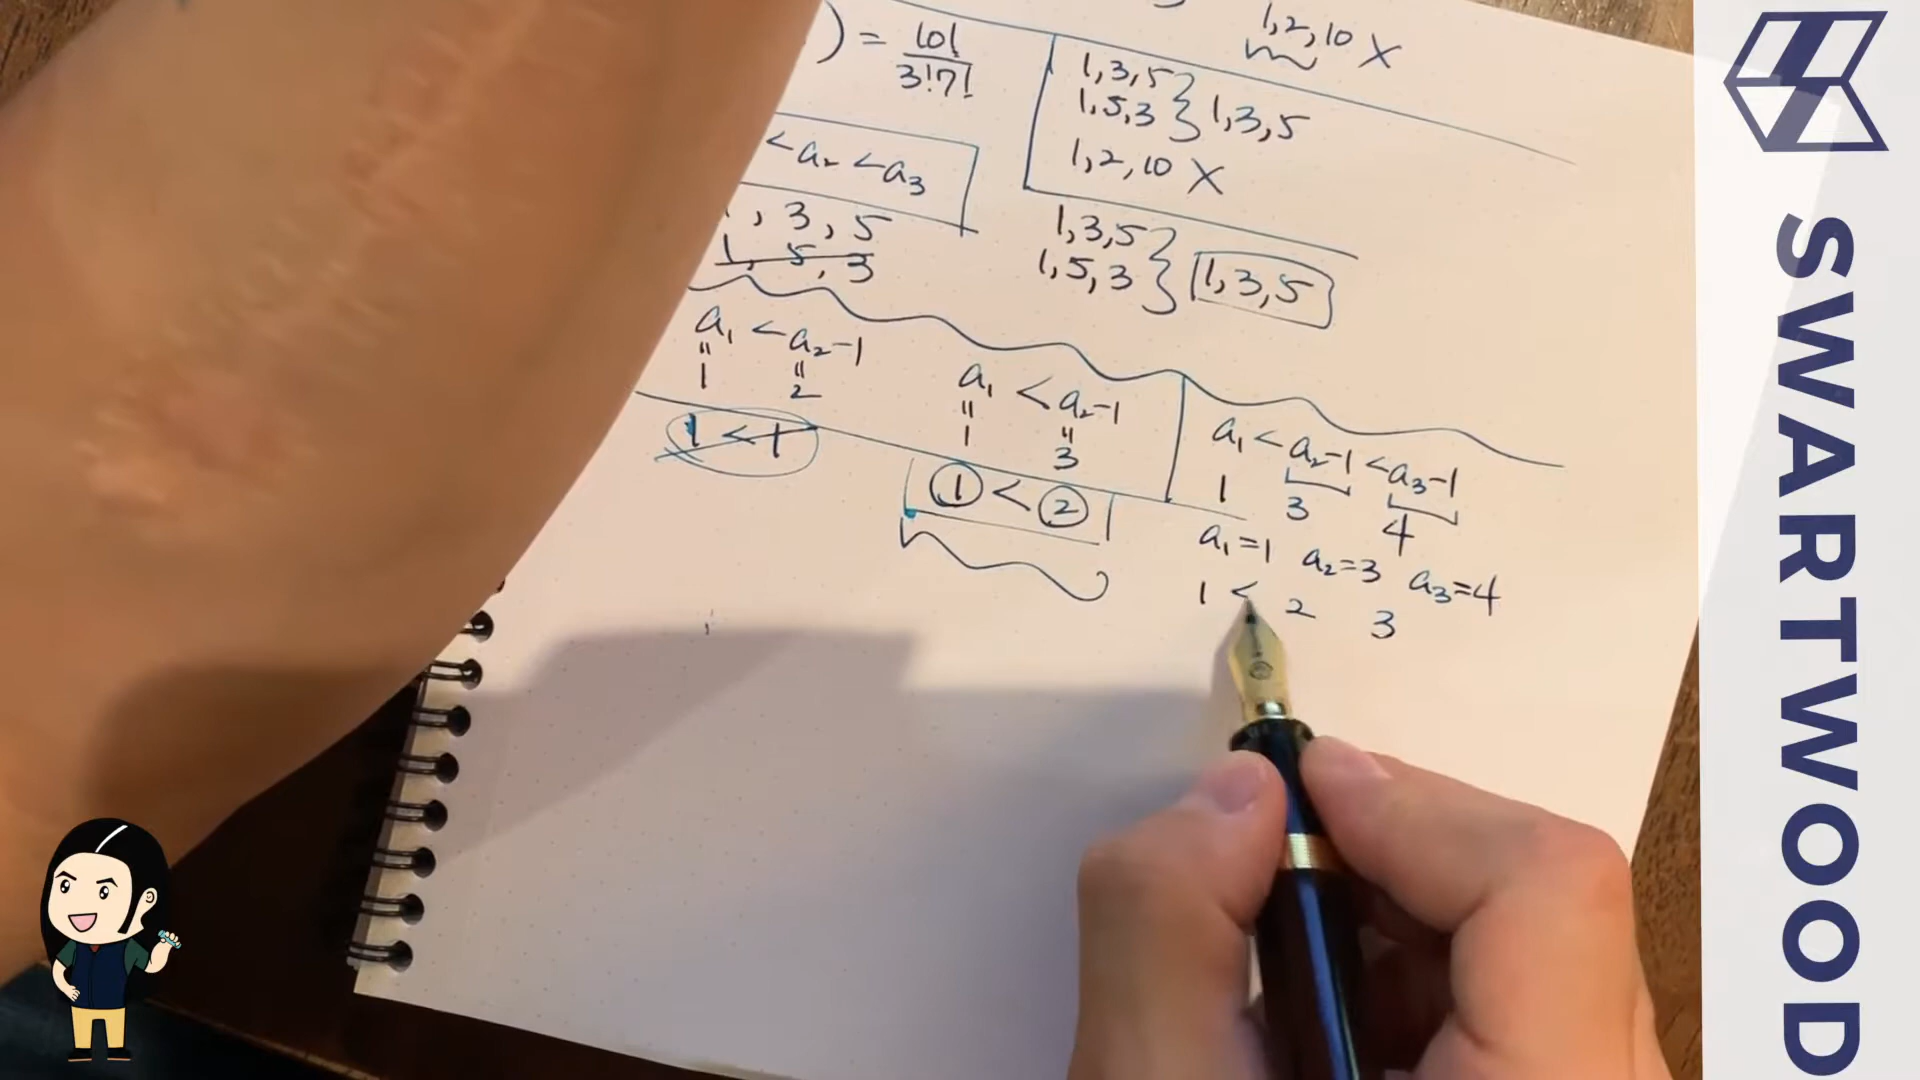 1,2,10 X
) = 10! / 3!7!
1,3,5
1,5,3 } 1,3,5
1,2,10 X
< a₂ < a₃
, 3, 5
1, 5, 3
1,3,5
1,5,3 } 1,3,5
a₁ < a₂-1
" "
1 2
1 < 1
a₁ < a₂-1
" "
1 3
1 < 2
a₁ < a₂-1 < a₃-1
1 3 4
a₁=1 a₂=3 a₃=4
1 < 2 3
SWARTWOOD